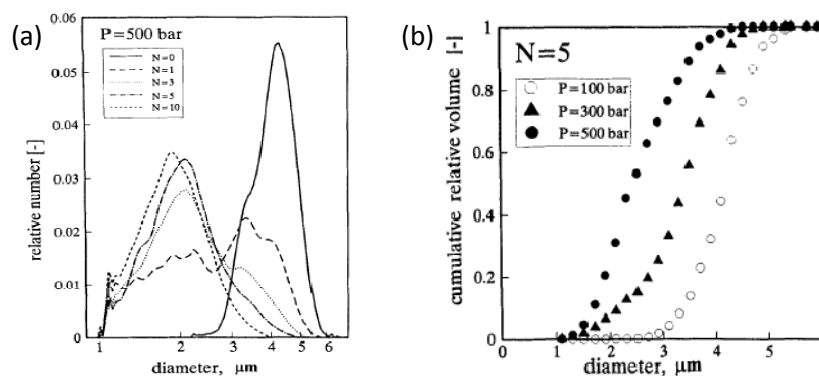 (a)
P=500 bar
N=0
N=1
N=3
N=5
N=10
relative number [-]
0.06
0.05
0.04
0.03
0.02
0.01
0
1 2 3 4 5 6
diameter, μm
(b)
N=5
P=100 bar
P=300 bar
P=500 bar
cumulative relative volume [-]
1
0.8
0.6
0.4
0.2
0
0 1 2 3 4 5
diameter, μm